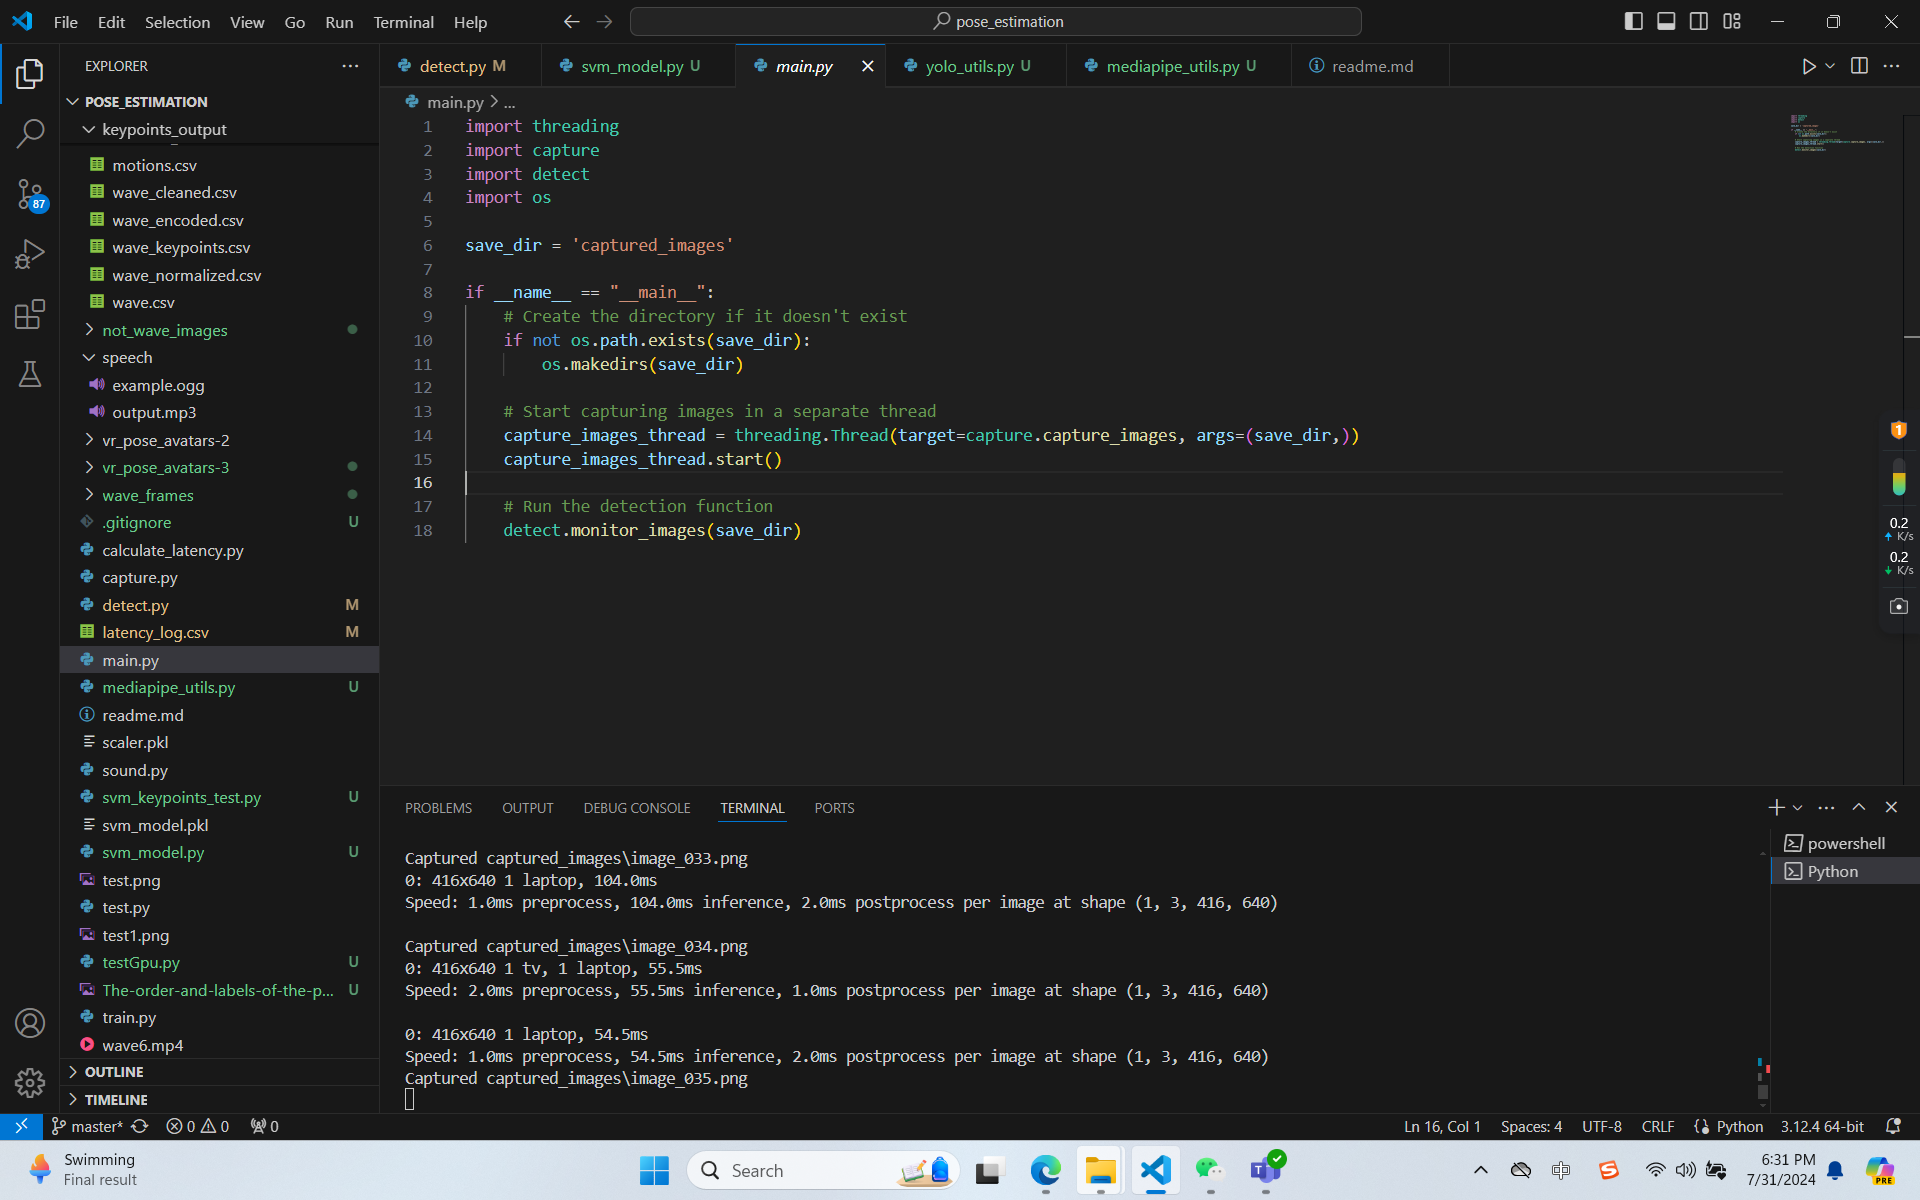 File Edit Selection View Go Run Terminal Help
pose_estimation
EXPLORER
detect.py M
svm_model.py U
main.py
yolo_utils.py U
mediapipe_utils.py U
readme.md
POSE_ESTIMATION
keypoints_output
motions.csv
wave_cleaned.csv
wave_encoded.csv
wave_keypoints.csv
wave_normalized.csv
wave.csv
not_wave_images
speech
example.ogg
output.mp3
vr_pose_avatars-2
vr_pose_avatars-3
wave_frames
.gitignore U
calculate_latency.py
capture.py
detect.py M
latency_log.csv M
main.py
mediapipe_utils.py U
readme.md
scaler.pkl
sound.py
svm_keypoints_test.py U
svm_model.pkl
svm_model.py U
test.png
test.py
test1.png
testGpu.py U
The-order-and-labels-of-the-p... U
train.py
wave6.mp4
OUTLINE
TIMELINE
87
main.py > ...
1 import threading
2 import capture
3 import detect
4 import os
5
6 save_dir = 'captured_images'
7
8 if __name__ == "__main__":
9 # Create the directory if it doesn't exist
10 if not os.path.exists(save_dir):
11 os.makedirs(save_dir)
12
13 # Start capturing images in a separate thread
14 capture_images_thread = threading.Thread(target=capture.capture_images, args=(save_dir,))
15 capture_images_thread.start()
16
17 # Run the detection function
18 detect.monitor_images(save_dir)
1
0.2
K/s
0.2
K/s
PROBLEMS OUTPUT DEBUG CONSOLE TERMINAL PORTS
powershell
Python
Captured captured_images\image_033.png
0: 416x640 1 laptop, 104.0ms
Speed: 1.0ms preprocess, 104.0ms inference, 2.0ms postprocess per image at shape (1, 3, 416, 640)
Captured captured_images\image_034.png
0: 416x640 1 tv, 1 laptop, 55.5ms
Speed: 2.0ms preprocess, 55.5ms inference, 1.0ms postprocess per image at shape (1, 3, 416, 640)
0: 416x640 1 laptop, 54.5ms
Speed: 1.0ms preprocess, 54.5ms inference, 2.0ms postprocess per image at shape (1, 3, 416, 640)
Captured captured_images\image_035.png
master* 0 0 0
Ln 16, Col 1 Spaces: 4 UTF-8 CRLF Python 3.12.4 64-bit
Swimming
Final result
Search
6:31 PM
7/31/2024
PRE